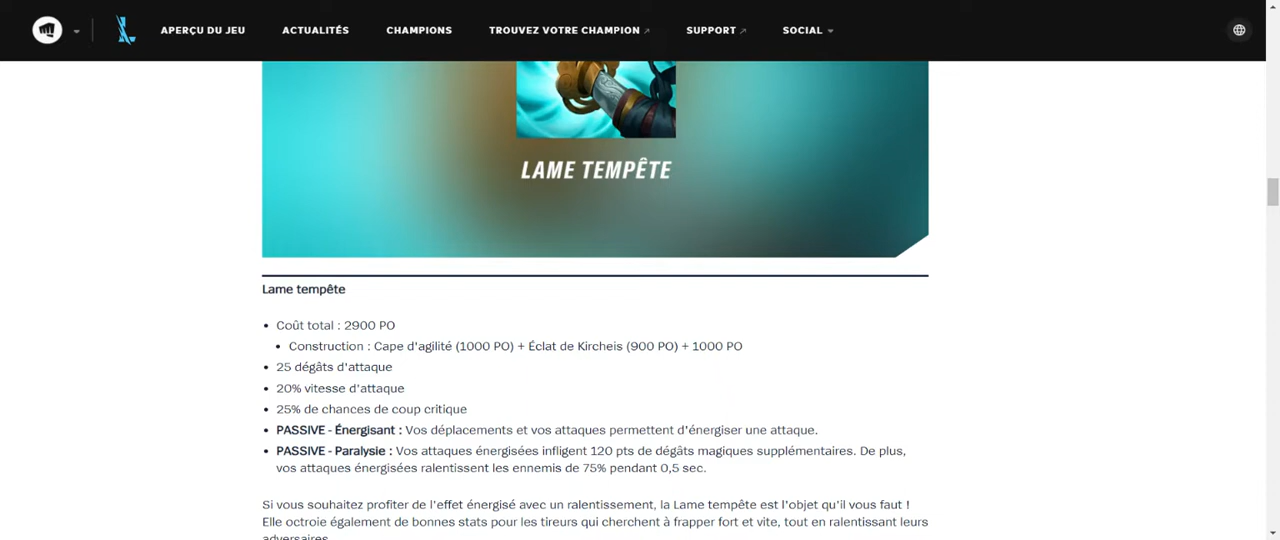 APERÇU DU JEU ACTUALITÉS CHAMPIONS TROUVEZ VOTRE CHAMPION ↗ SUPPORT ↗ SOCIAL
LAME TEMPÊTE
Lame tempête
• Coût total : 2900 PO
• Construction : Cape d'agilité (1000 PO) + Éclat de Kircheis (900 PO) + 1000 PO
• 25 dégâts d'attaque
• 20% vitesse d'attaque
• 25% de chances de coup critique
• PASSIVE - Énergisant : Vos déplacements et vos attaques permettent d'énergiser une attaque.
• PASSIVE - Paralysie : Vos attaques énergisées infligent 120 pts de dégâts magiques supplémentaires. De plus,
vos attaques énergisées ralentissent les ennemis de 75% pendant 0,5 sec.
Si vous souhaitez profiter de l'effet énergisé avec un ralentissement, la Lame tempête est l'objet qu'il vous faut !
Elle octroie également de bonnes stats pour les tireurs qui cherchent à frapper fort et vite, tout en ralentissant leurs
adversaires.